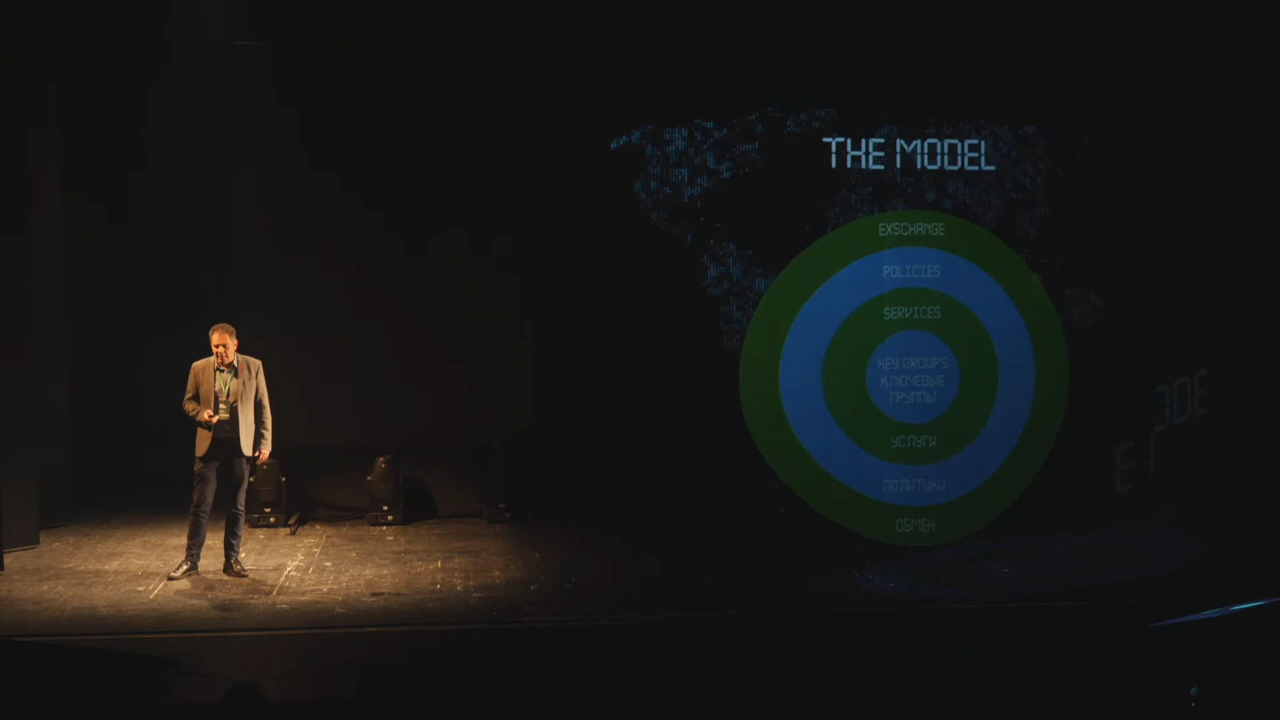 THE MODEL
EXSCHANGE
POLICIES
SERVICES
KEY GROUPS
КЛЮЧЕВЫЕ
ГРУППЫ
УСЛУГИ
ПОЛИТИКИ
ОБМЕН